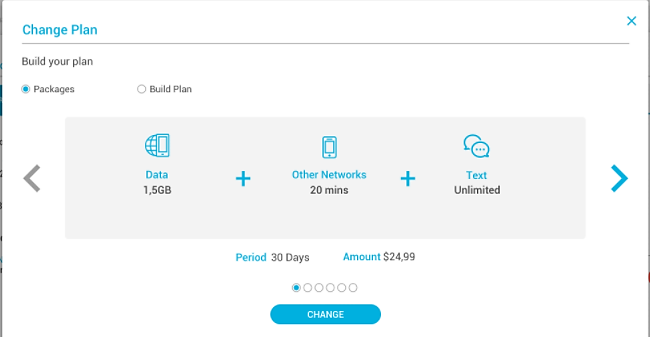 Change Plan
Build your plan
Packages Build Plan
Data Other Networks Text
1,5GB + 20 mins + Unlimited
Period 30 Days Amount $24,99
CHANGE